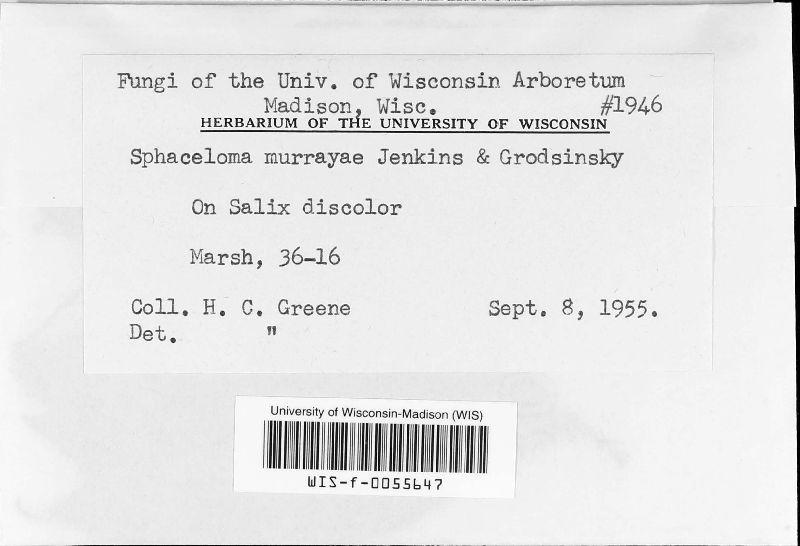 Fungi of the Univ. of Wisconsin Arboretum
Madison, Wisc. #1946
HERBARIUM OF THE UNIVERSITY OF WISCONSIN
Sphaceloma murrayae Jenkins & Grodsinsky
On Salix discolor
Marsh, 36-16
Coll. H. C. Greene Sept. 8, 1955.
Det. "
University of Wisconsin-Madison (WIS)
WIS-f-0055647